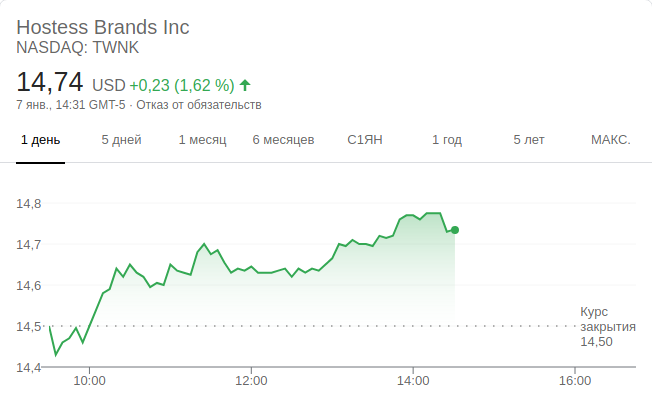 Hostess Brands Inc
NASDAQ: TWNK
14,74 USD +0,23 (1,62 %)
7 янв., 14:31 GMT-5 · Отказ от обязательств
1 день 5 дней 1 месяц 6 месяцев С1ЯН 1 год 5 лет МАКС.
14,8
14,7
14,6
14,5
14,4
Курс
закрытия
14,50
10:00 12:00 14:00 16:00